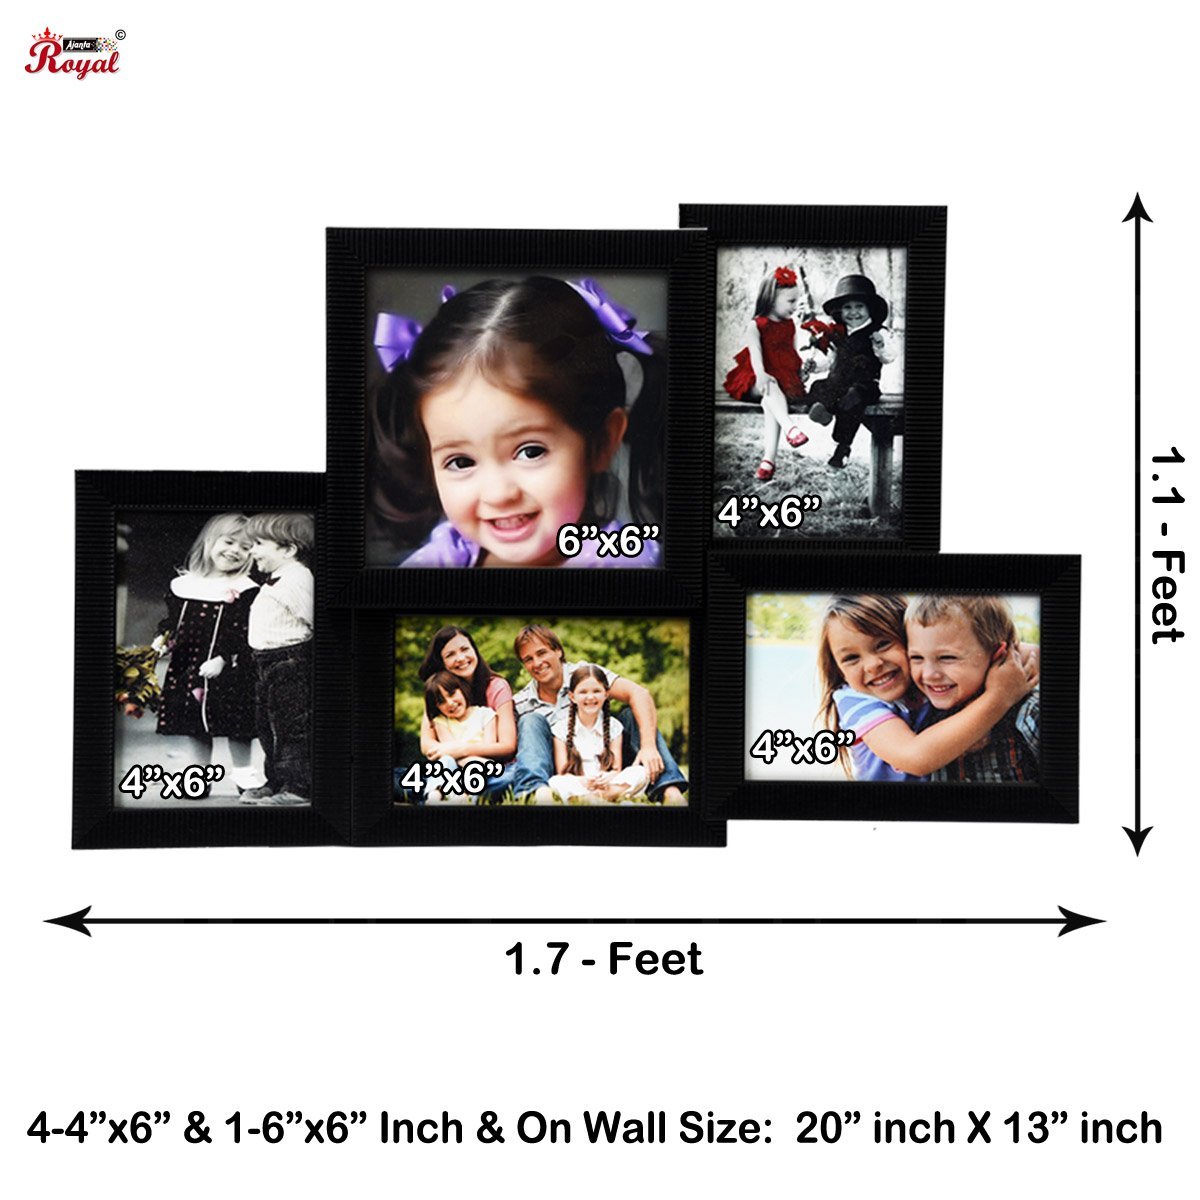 Ajanta
Royal ©
6”x6”
4”x6”
4”x6”
4”x6”
4”x6”
1.1 - Feet
1.7 - Feet
4-4”x6” & 1-6”x6” Inch & On Wall Size:  20” inch X 13” inch